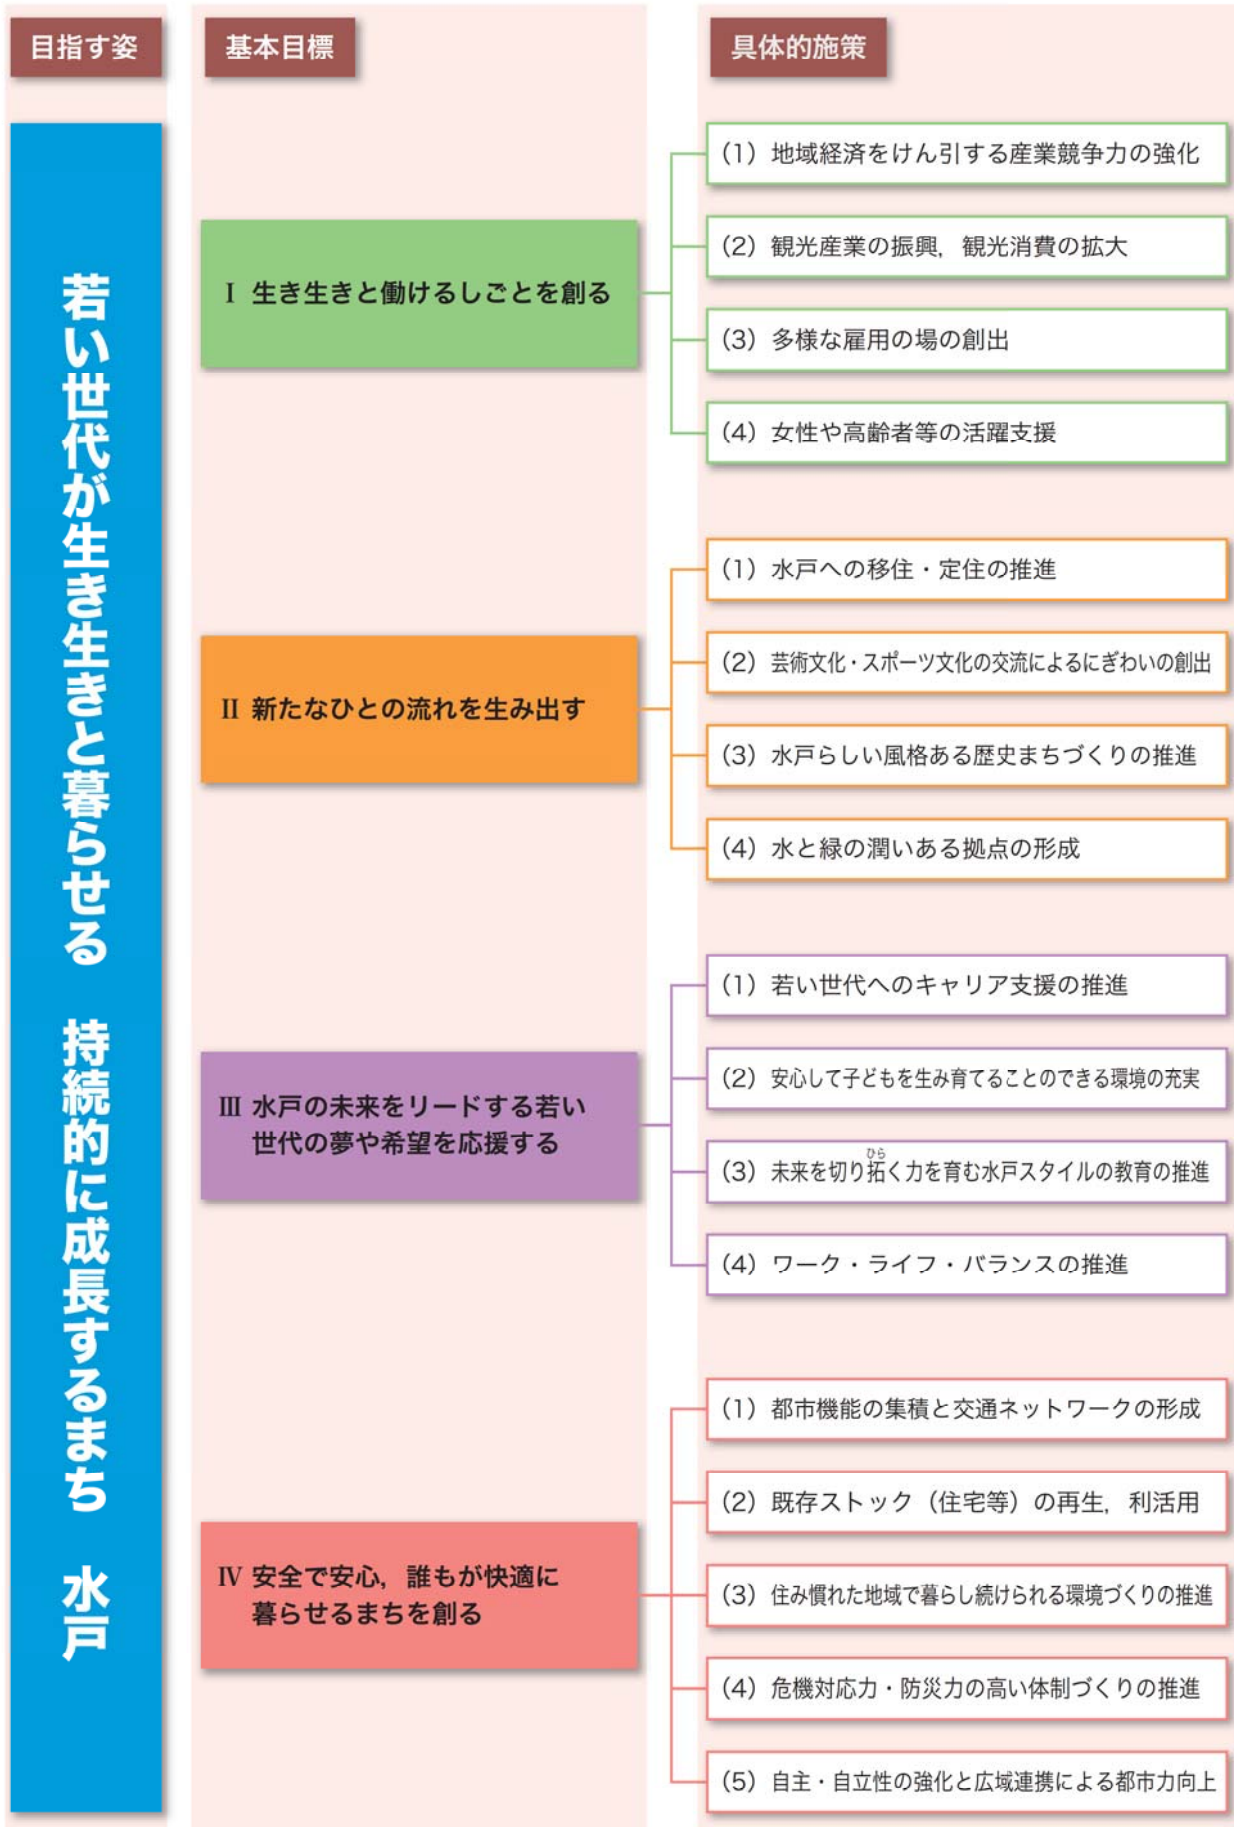 目指す姿
基本目標
具体的施策
若い世代が生き生きと暮らせる　持続的に成長するまち　水戸
Ⅰ 生き生きと働けるしごとを創る
(1) 地域経済をけん引する産業競争力の強化
(2) 観光産業の振興，観光消費の拡大
(3) 多様な雇用の場の創出
(4) 女性や高齢者等の活躍支援
Ⅱ 新たなひとの流れを生み出す
(1) 水戸への移住・定住の推進
(2) 芸術文化・スポーツ文化の交流によるにぎわいの創出
(3) 水戸らしい風格ある歴史まちづくりの推進
(4) 水と緑の潤いある拠点の形成
Ⅲ 水戸の未来をリードする若い
世代の夢や希望を応援する
(1) 若い世代へのキャリア支援の推進
(2) 安心して子どもを生み育てることのできる環境の充実
ひら
(3) 未来を切り拓く力を育む水戸スタイルの教育の推進
(4) ワーク・ライフ・バランスの推進
Ⅳ 安全で安心，誰もが快適に
暮らせるまちを創る
(1) 都市機能の集積と交通ネットワークの形成
(2) 既存ストック（住宅等）の再生，利活用
(3) 住み慣れた地域で暮らし続けられる環境づくりの推進
(4) 危機対応力・防災力の高い体制づくりの推進
(5) 自主・自立性の強化と広域連携による都市力向上